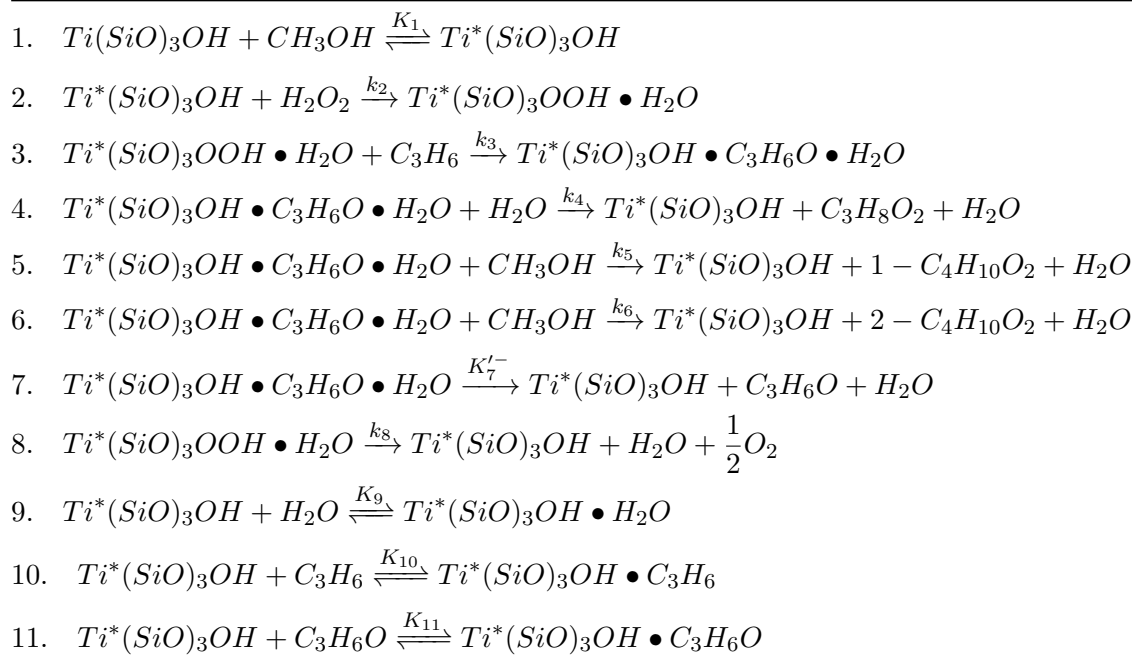 1. Ti(SiO)₃OH + CH₃OH ⇌[K₁] Ti*(SiO)₃OH
2. Ti*(SiO)₃OH + H₂O₂ →[k₂] Ti*(SiO)₃OOH • H₂O
3. Ti*(SiO)₃OOH • H₂O + C₃H₆ →[k₃] Ti*(SiO)₃OH • C₃H₆O • H₂O
4. Ti*(SiO)₃OH • C₃H₆O • H₂O + H₂O →[k₄] Ti*(SiO)₃OH + C₃H₈O₂ + H₂O
5. Ti*(SiO)₃OH • C₃H₆O • H₂O + CH₃OH →[k₅] Ti*(SiO)₃OH + 1 − C₄H₁₀O₂ + H₂O
6. Ti*(SiO)₃OH • C₃H₆O • H₂O + CH₃OH →[k₆] Ti*(SiO)₃OH + 2 − C₄H₁₀O₂ + H₂O
7. Ti*(SiO)₃OH • C₃H₆O • H₂O →[K₇′⁻] Ti*(SiO)₃OH + C₃H₆O + H₂O
8. Ti*(SiO)₃OOH • H₂O →[k₈] Ti*(SiO)₃OH + H₂O + 1/2 O₂
9. Ti*(SiO)₃OH + H₂O ⇌[K₉] Ti*(SiO)₃OH • H₂O
10. Ti*(SiO)₃OH + C₃H₆ ⇌[K₁₀] Ti*(SiO)₃OH • C₃H₆
11. Ti*(SiO)₃OH + C₃H₆O ⇌[K₁₁] Ti*(SiO)₃OH • C₃H₆O